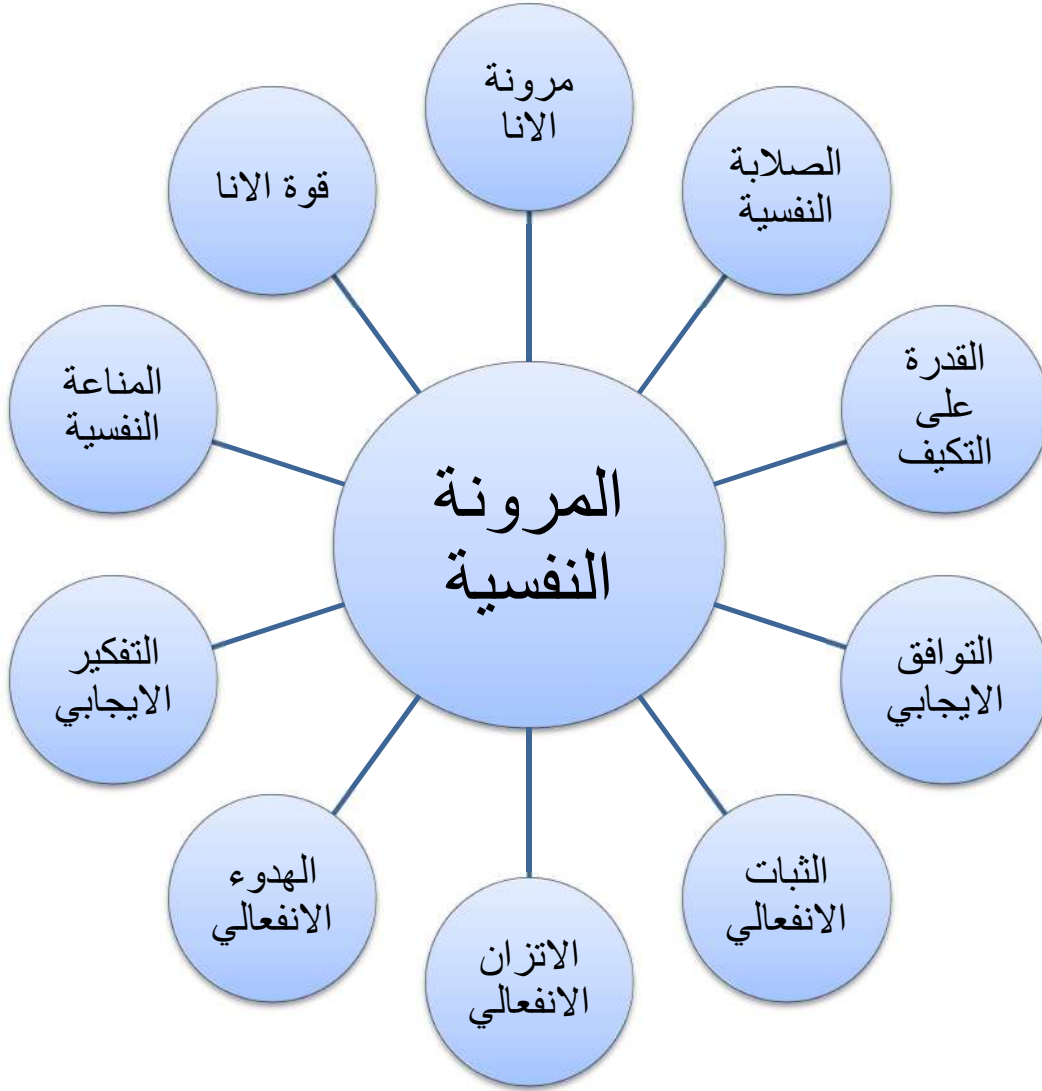 مرونة
الانا
الصلابة
النفسية
القدرة
على
التكيف
التوافق
الايجابي
الثبات
الانفعالي
الاتزان
الانفعالي
الهدوء
الانفعالي
التفكير
الايجابي
المناعة
النفسية
قوة الانا
المرونة
النفسية